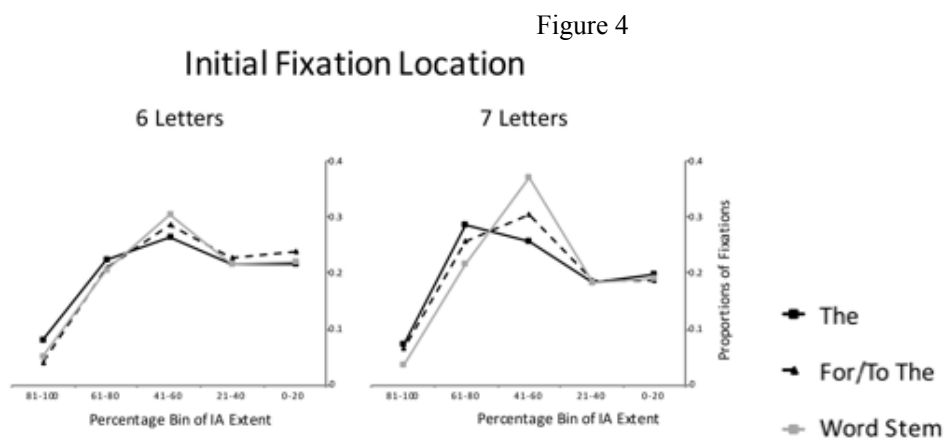 Figure 4
Initial Fixation Location
6 Letters
7 Letters
0.4
0.3
0.2
0.1
0
81-100 61-80 41-60 21-40 0-20
Percentage Bin of IA Extent
0.4
0.3
0.2
0.1
0
81-100 61-80 41-60 21-40 0-20
Percentage Bin of IA Extent
Proportions of Fixations
The
For/To The
Word Stem